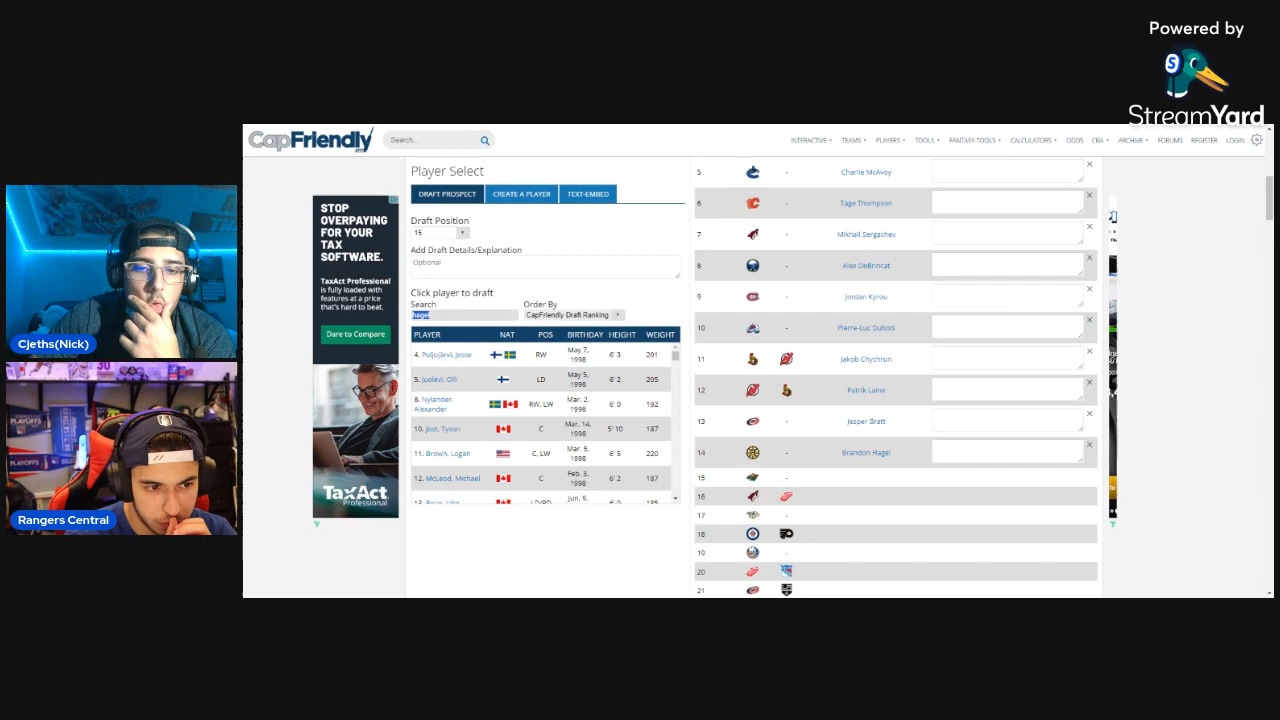 Powered by
S
StreamYard
CapFriendly
Search...
INTERACTIVE TEAMS PLAYERS TOOLS FANTASY-TOOLS CALCULATORS ODDS CBA ARCHIVE FORUMS REGISTER LOGIN
Player Select
DRAFT PROSPECT CREATE A PLAYER TEXT-EMBED
Draft Position
15
Add Draft Details/Explanation
Optional
Click player to draft
Search Order By
hagel CapFriendly Draft Ranking
PLAYER NAT POS BIRTHDAY HEIGHT WEIGHT
4. Puljujärvi, Jesse RW May 7, 1998 6' 3 201
5. Juolevi, Olli LD May 5, 1998 6' 2 205
8. Nylander, Alexander RW, LW Mar. 2, 1998 6' 0 192
10. Jost, Tyson C Mar. 14, 1998 5' 10 187
11. Brown, Logan C, LW Mar. 5, 1998 6' 5 220
12. McLeod, Michael C Feb. 3, 1998 6' 2 187
Jun. 9,
5 - Charlie McAvoy
6 - Tage Thompson
7 - Mikhail Sergachev
8 - Alex DeBrincat
9 - Jordan Kyrou
10 - Pierre-Luc Dubois
11 Jakob Chychrun
12 Patrik Laine
13 - Jesper Bratt
14 - Brandon Hagel
15 -
16
17 -
18
19 -
20
21
STOP
OVERPAYING
FOR YOUR
TAX
SOFTWARE.
TaxAct Professional
is fully loaded with
features at a price
that's hard to beat.
Dare to Compare
TaxAct
Professional
Cjeths(Nick)
PLAYOFFS
RANGERS
Rangers Central